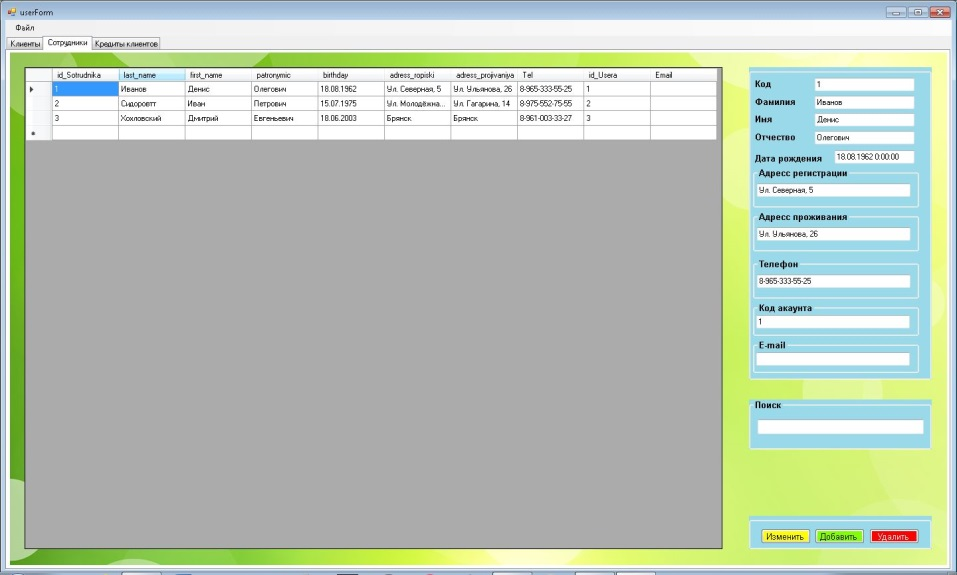 userForm
Файл
Клиенты Сотрудники Кредиты клиентов
id_Sotrudnika last_name first_name patronymic birthday adress_ropiski adress_projivaniya Tel id_Usera Email
1 Иванов Денис Олегович 18.08.1962 Ул. Северная, 5 Ул. Ульянова, 26 8-965-333-55-25 1
2 Сидоровтт Иван Петрович 15.07.1975 Ул. Молодёжна... Ул. Гагарина, 14 8-975-552-75-55 2
3 Хохловский Дмитрий Евгеньевич 18.06.2003 Брянск Брянск 8-961-003-33-27 3
Код 1
Фамилия Иванов
Имя Денис
Отчество Олегович
Дата рождения 18.08.1962 0:00:00
Адресс регистрации
Ул. Северная, 5
Адресс проживания
Ул. Ульянова, 26
Телефон
8-965-333-55-25
Код акаунта
1
E-mail
Поиск
Изменить Добавить Удалить